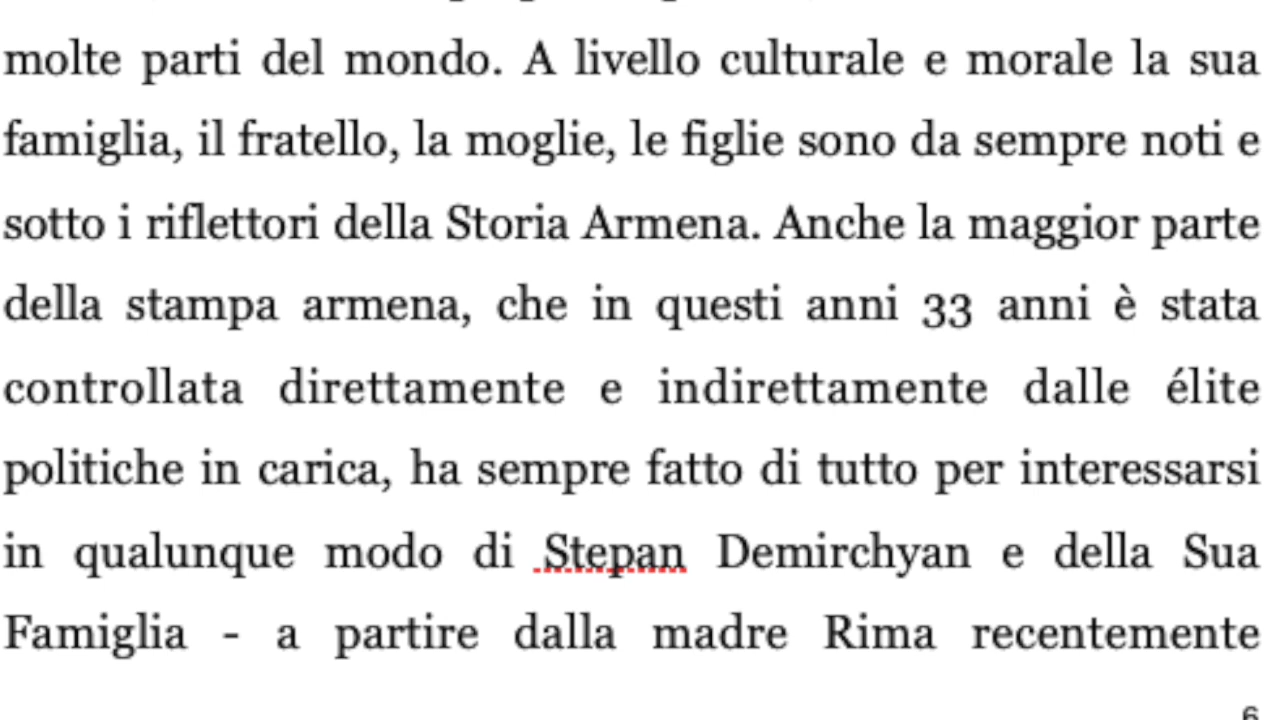 molte parti del mondo. A livello culturale e morale la sua
famiglia, il fratello, la moglie, le figlie sono da sempre noti e
sotto i riflettori della Storia Armena. Anche la maggior parte
della stampa armena, che in questi anni 33 anni è stata
controllata direttamente e indirettamente dalle élite
politiche in carica, ha sempre fatto di tutto per interessarsi
in qualunque modo di Stepan Demirchyan e della Sua
Famiglia - a partire dalla madre Rima recentemente
6